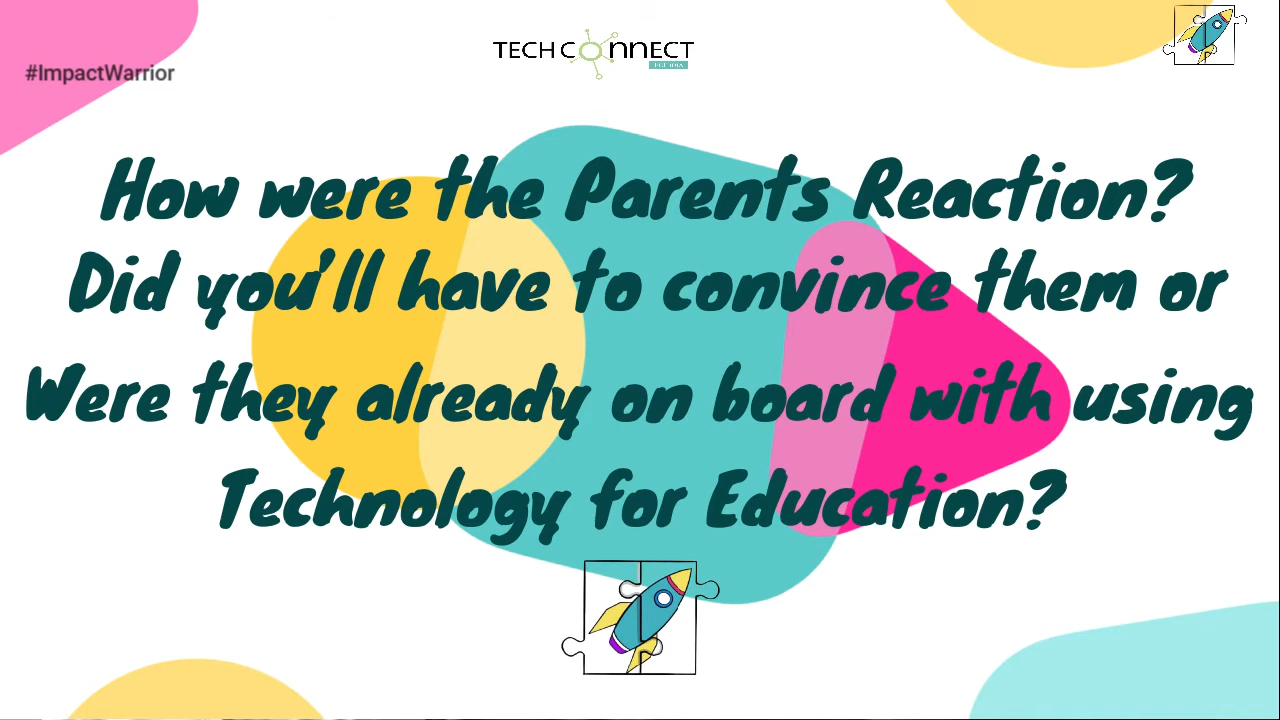 #ImpactWarrior
TECH CONNECT
How were the Parents Reaction?
Did you'll have to convince them or
Were they already on board with using
Technology for Education?